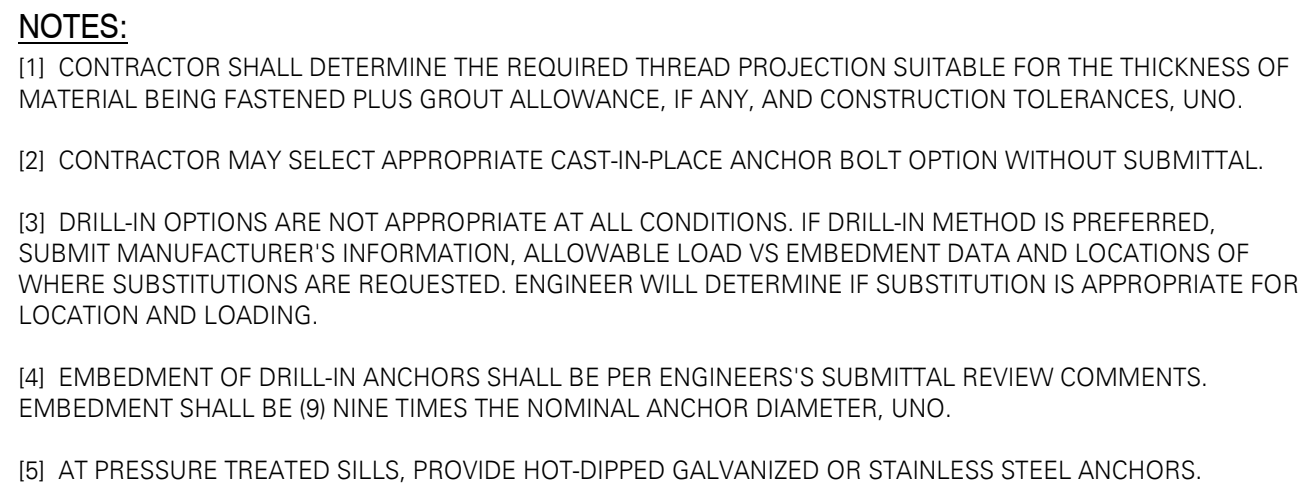 NOTES:
[1] CONTRACTOR SHALL DETERMINE THE REQUIRED THREAD PROJECTION SUITABLE FOR THE THICKNESS OF
MATERIAL BEING FASTENED PLUS GROUT ALLOWANCE, IF ANY, AND CONSTRUCTION TOLERANCES, UNO.
[2] CONTRACTOR MAY SELECT APPROPRIATE CAST-IN-PLACE ANCHOR BOLT OPTION WITHOUT SUBMITTAL.
[3] DRILL-IN OPTIONS ARE NOT APPROPRIATE AT ALL CONDITIONS. IF DRILL-IN METHOD IS PREFERRED,
SUBMIT MANUFACTURER'S INFORMATION, ALLOWABLE LOAD VS EMBEDMENT DATA AND LOCATIONS OF
WHERE SUBSTITUTIONS ARE REQUESTED. ENGINEER WILL DETERMINE IF SUBSTITUTION IS APPROPRIATE FOR
LOCATION AND LOADING.
[4] EMBEDMENT OF DRILL-IN ANCHORS SHALL BE PER ENGINEERS'S SUBMITTAL REVIEW COMMENTS.
EMBEDMENT SHALL BE (9) NINE TIMES THE NOMINAL ANCHOR DIAMETER, UNO.
[5] AT PRESSURE TREATED SILLS, PROVIDE HOT-DIPPED GALVANIZED OR STAINLESS STEEL ANCHORS.